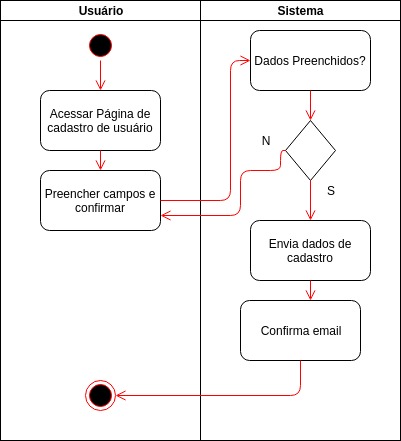 Usuário
Sistema
Acessar Página de
cadastro de usuário
Preencher campos e
confirmar
Dados Preenchidos?
N
S
Envia dados de
cadastro
Confirma email